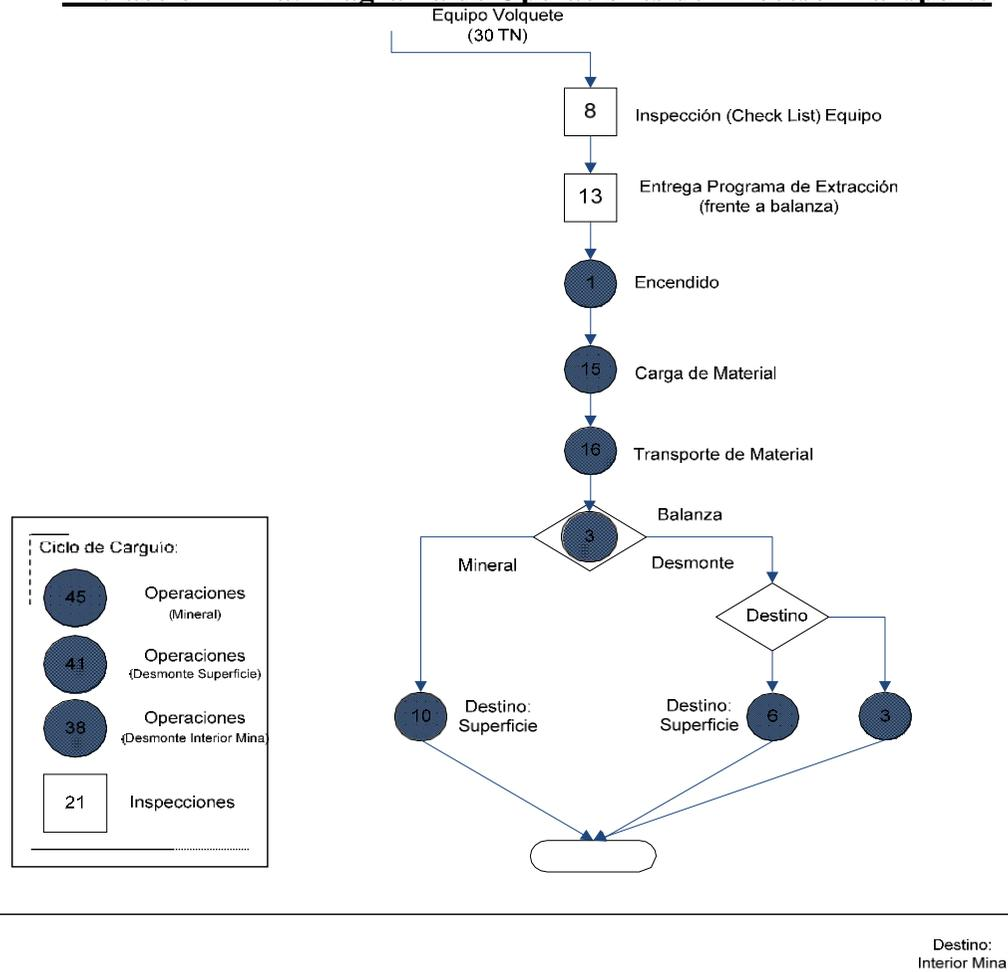 Equipo Volquete
(30 TN)
8
Inspección (Check List) Equipo
13
Entrega Programa de Extracción
(frente a balanza)
1
Encendido
15
Carga de Material
16
Transporte de Material
3
Balanza
Mineral
Desmonte
Destino
10
Destino:
Superficie
Destino:
Superficie
6
3
Ciclo de Carguío:
45
Operaciones
(Mineral)
41
Operaciones
(Desmonte Superficie)
38
Operaciones
(Desmonte Interior Mina)
21
Inspecciones
Destino:
Interior Mina